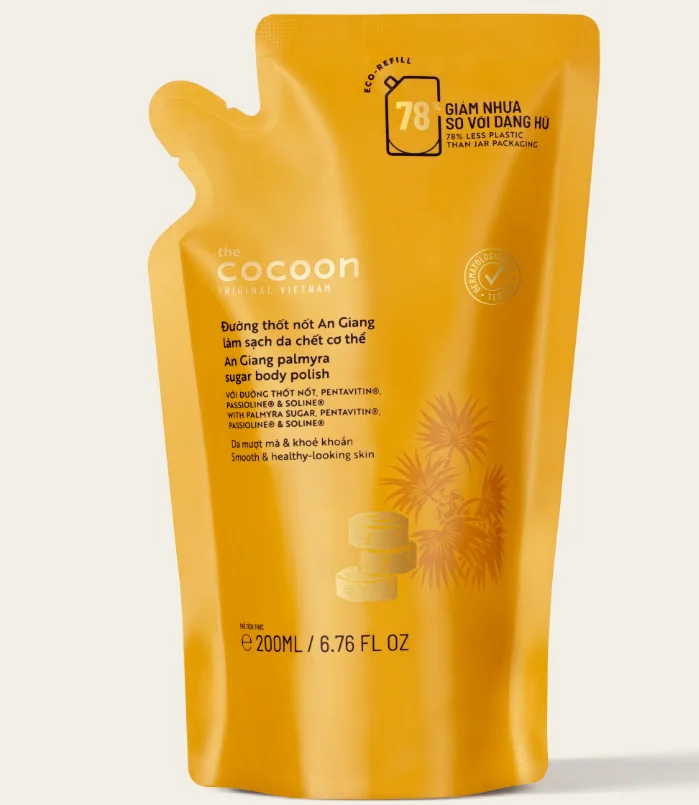 ECO-REFILL
78%
GIẢM NHỰA
SO VỚI DẠNG HŨ
78% LESS PLASTIC
THAN JAR PACKAGING
the
cocoon
ORIGINAL VIETNAM
DERMATOLOGICALLY
TESTED
Đường thốt nốt An Giang
làm sạch da chết cơ thể
An Giang palmyra
sugar body polish
VỚI ĐƯỜNG THỐT NỐT, PENTAVITIN®,
PASSIOLINE® & SOLINE®
WITH PALMYRA SUGAR, PENTAVITIN®,
PASSIOLINE® & SOLINE®
Da mượt mà & khoẻ khoắn
Smooth & healthy-looking skin
THỂ TÍCH THỰC
℮ 200ML / 6.76 FL OZ